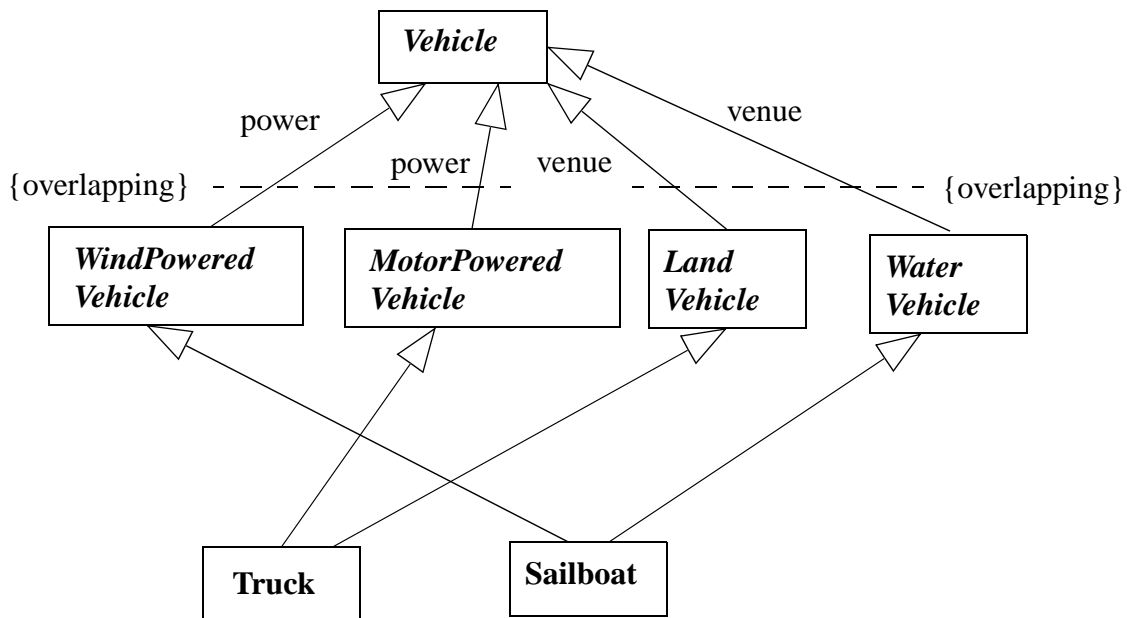 Vehicle
power
venue
power
venue
{overlapping}
{overlapping}
WindPowered
Vehicle
MotorPowered
Vehicle
Land
Vehicle
Water
Vehicle
Truck
Sailboat